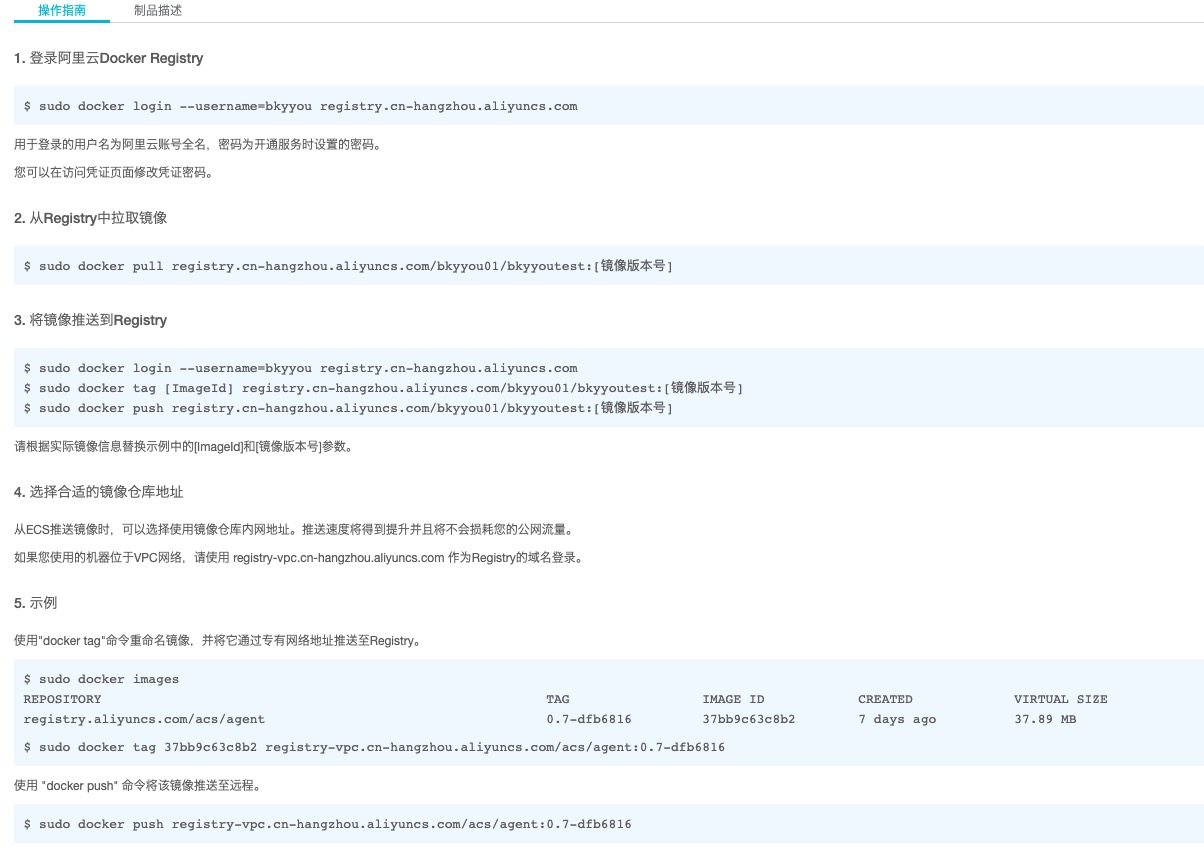 操作指南 制品描述
1. 登录阿里云Docker Registry
$ sudo docker login --username=bkyyou registry.cn-hangzhou.aliyuncs.com
用于登录的用户名为阿里云账号全名，密码为开通服务时设置的密码。
您可以在访问凭证页面修改凭证密码。
2. 从Registry中拉取镜像
$ sudo docker pull registry.cn-hangzhou.aliyuncs.com/bkyyou01/bkyyoutest:[镜像版本号]
3. 将镜像推送到Registry
$ sudo docker login --username=bkyyou registry.cn-hangzhou.aliyuncs.com
$ sudo docker tag [ImageId] registry.cn-hangzhou.aliyuncs.com/bkyyou01/bkyyoutest:[镜像版本号]
$ sudo docker push registry.cn-hangzhou.aliyuncs.com/bkyyou01/bkyyoutest:[镜像版本号]
请根据实际镜像信息替换示例中的[ImageId]和[镜像版本号]参数。
4. 选择合适的镜像仓库地址
从ECS推送镜像时，可以选择使用镜像仓库内网地址。推送速度将得到提升并且将不会损耗您的公网流量。
如果您使用的机器位于VPC网络，请使用 registry-vpc.cn-hangzhou.aliyuncs.com 作为Registry的域名登录。
5. 示例
使用"docker tag"命令重命名镜像，并将它通过专有网络地址推送至Registry。
$ sudo docker images
REPOSITORY TAG IMAGE ID CREATED VIRTUAL SIZE
registry.aliyuncs.com/acs/agent 0.7-dfb6816 37bb9c63c8b2 7 days ago 37.89 MB
$ sudo docker tag 37bb9c63c8b2 registry-vpc.cn-hangzhou.aliyuncs.com/acs/agent:0.7-dfb6816
使用 "docker push" 命令将该镜像推送至远程。
$ sudo docker push registry-vpc.cn-hangzhou.aliyuncs.com/acs/agent:0.7-dfb6816